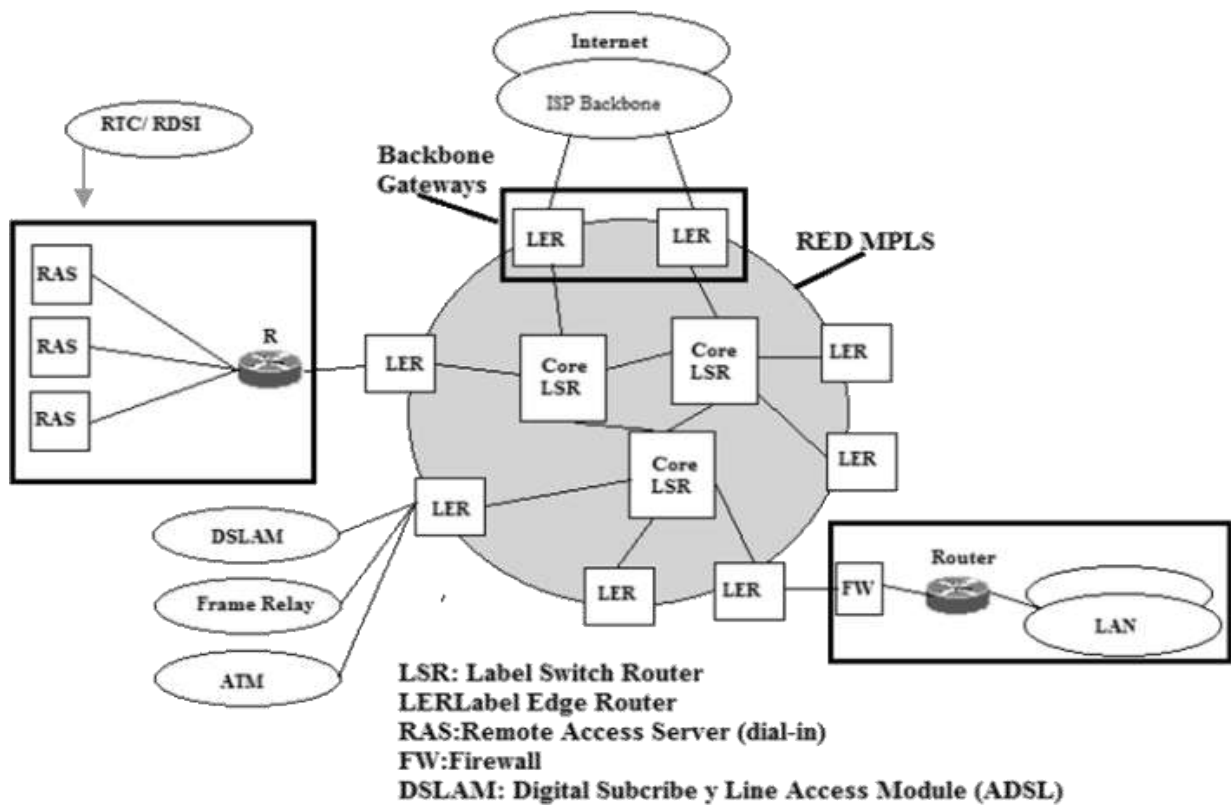 Internet
ISP Backbone
RTC/ RDSI
Backbone
Gateways
LER
LER
RED MPLS
RAS
RAS
RAS
R
LER
Core
LSR
Core
LSR
LER
LER
Core
LSR
LER
DSLAM
Frame Relay
ATM
LER
LER
FW
Router
LAN
LSR: Label Switch Router
LERLabel Edge Router
RAS:Remote Access Server (dial-in)
FW:Firewall
DSLAM: Digital Subcribe y Line Access Module (ADSL)